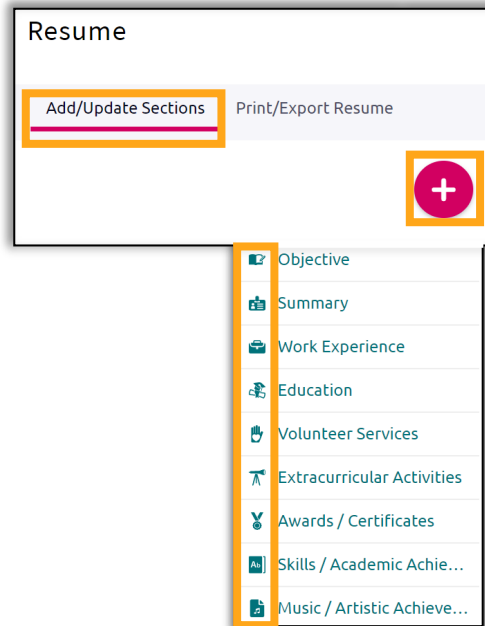 Resume
Add/Update Sections Print/Export Resume
+
Objective
Summary
Work Experience
Education
Volunteer Services
Extracurricular Activities
Awards / Certificates
Ab Skills / Academic Achie...
Music / Artistic Achieve...